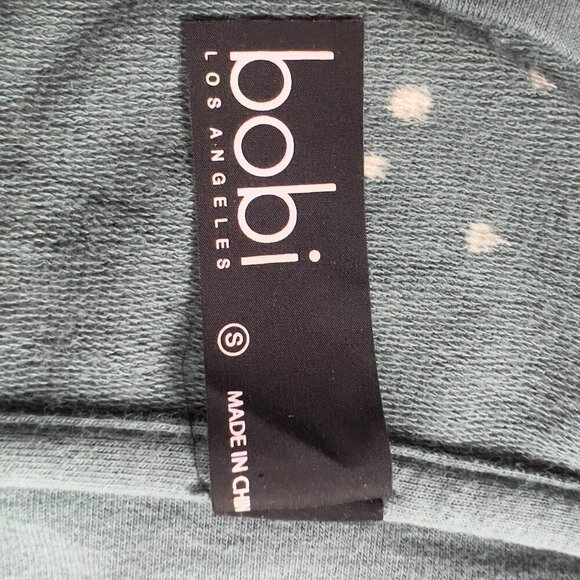 bobi
LOS ANGELES
S
MADE IN CHI